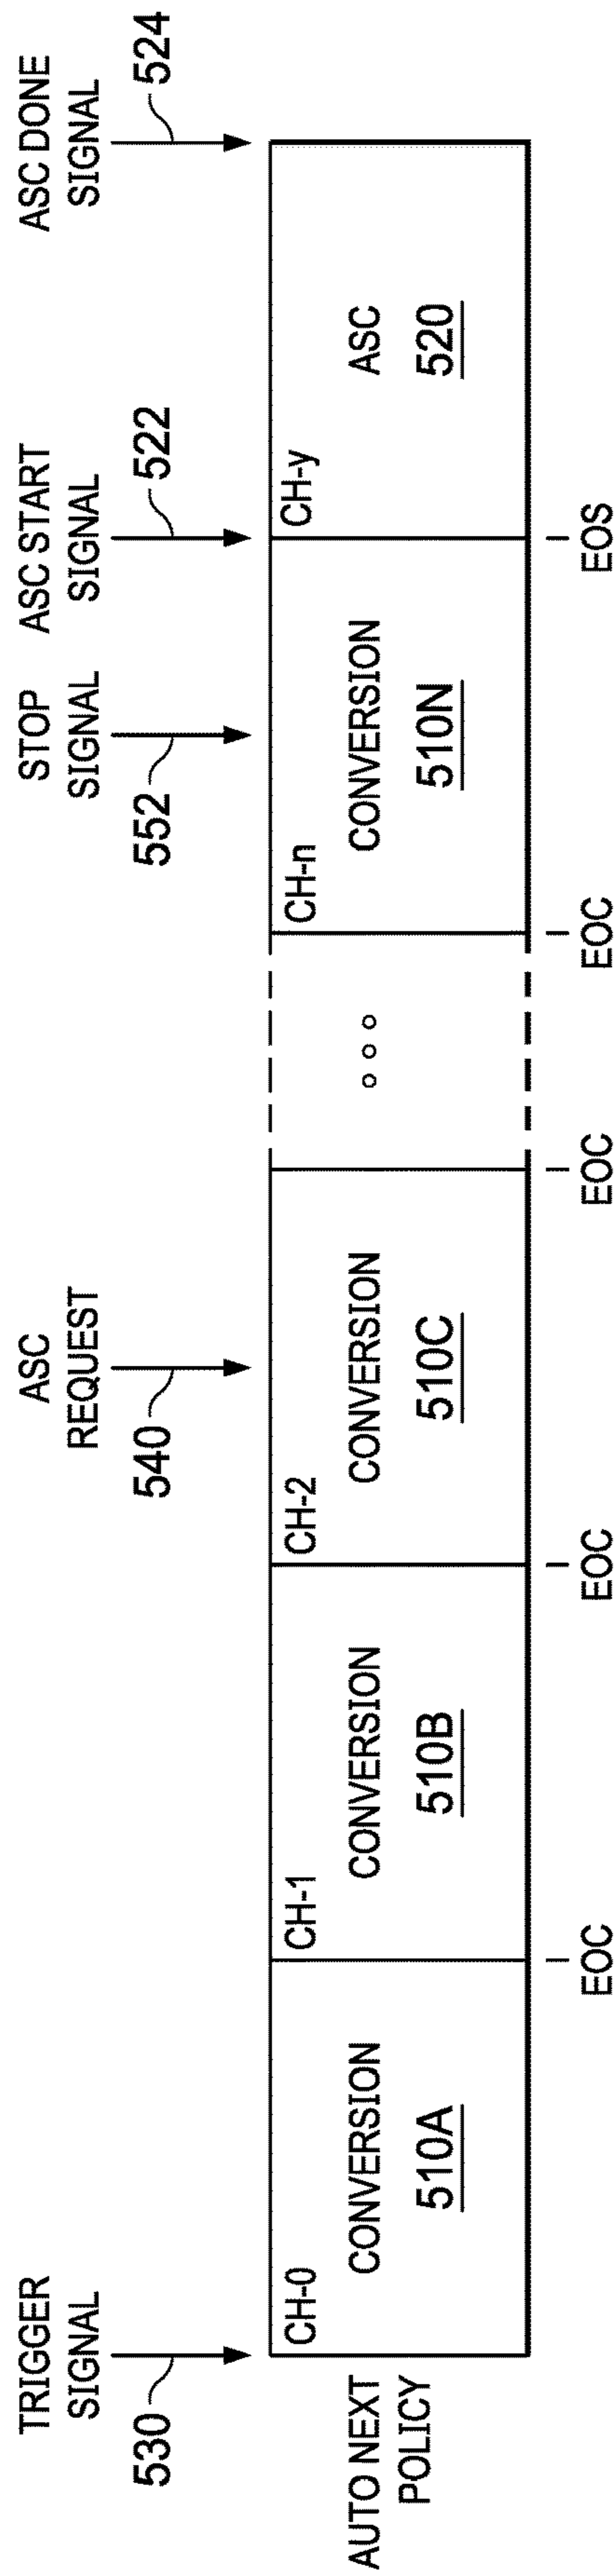 TRIGGER
SIGNAL
530
ASC
REQUEST
540
STOP
SIGNAL
552
ASC START
SIGNAL
522
ASC DONE
SIGNAL
524
AUTO NEXT
POLICY
CH-0
CONVERSION
510A
CH-1
CONVERSION
510B
CH-2
CONVERSION
510C
CH-n
CONVERSION
510N
CH-y
ASC
520
EOC
EOC
EOC
EOC
EOS